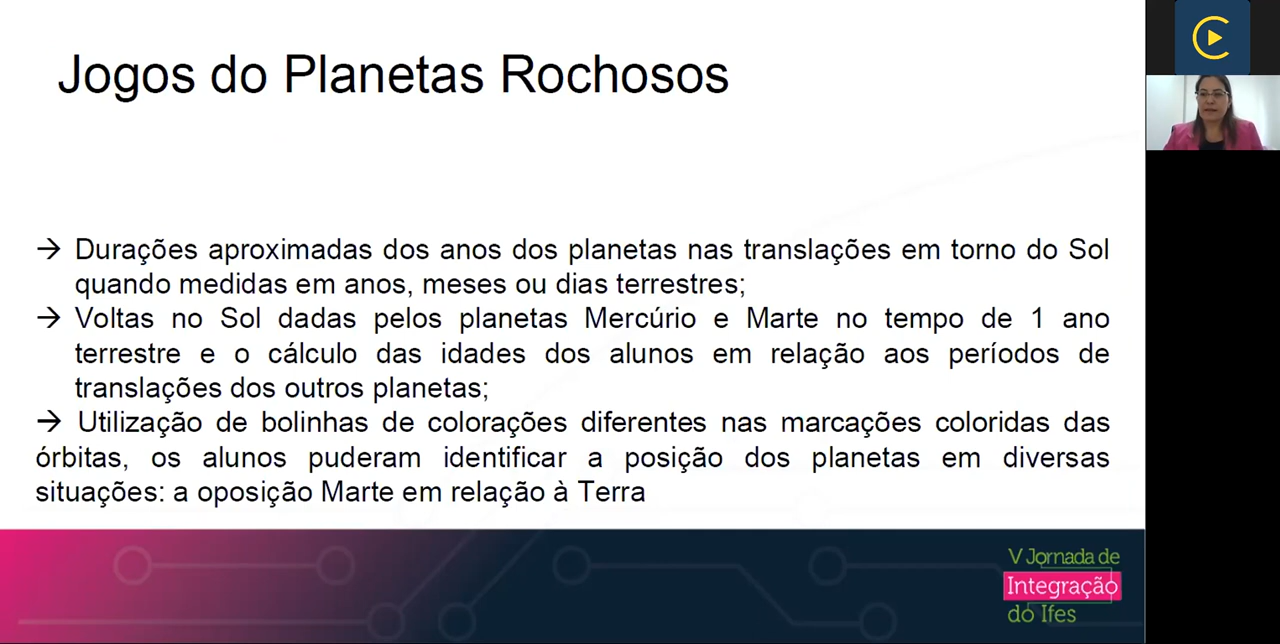 Jogos do Planetas Rochosos
→ Durações aproximadas dos anos dos planetas nas translações em torno do Sol
quando medidas em anos, meses ou dias terrestres;
→ Voltas no Sol dadas pelos planetas Mercúrio e Marte no tempo de 1 ano
terrestre e o cálculo das idades dos alunos em relação aos períodos de
translações dos outros planetas;
→ Utilização de bolinhas de colorações diferentes nas marcações coloridas das
órbitas, os alunos puderam identificar a posição dos planetas em diversas
situações: a oposição Marte em relação à Terra
V Jornada de
Integração
do Ifes